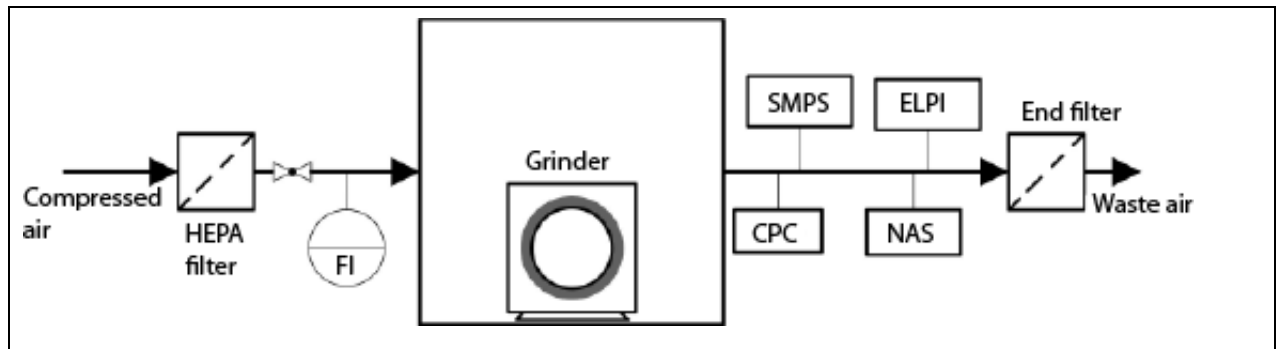 Compressed
air
HEPA
filter
FI
Grinder
SMPS
ELPI
CPC
NAS
End filter
Waste air